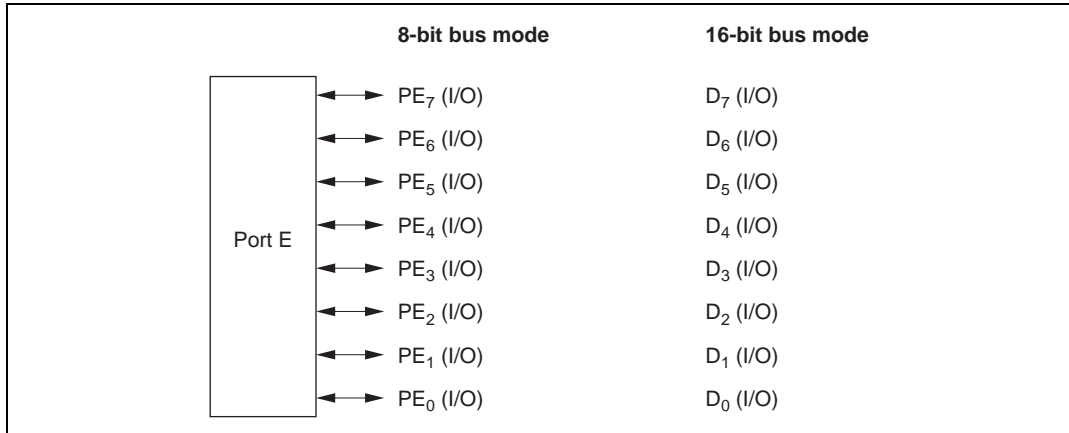 8-bit bus mode 16-bit bus mode
PE7 (I/O) D7 (I/O)
PE6 (I/O) D6 (I/O)
PE5 (I/O) D5 (I/O)
PE4 (I/O) D4 (I/O)
Port E
PE3 (I/O) D3 (I/O)
PE2 (I/O) D2 (I/O)
PE1 (I/O) D1 (I/O)
PE0 (I/O) D0 (I/O)